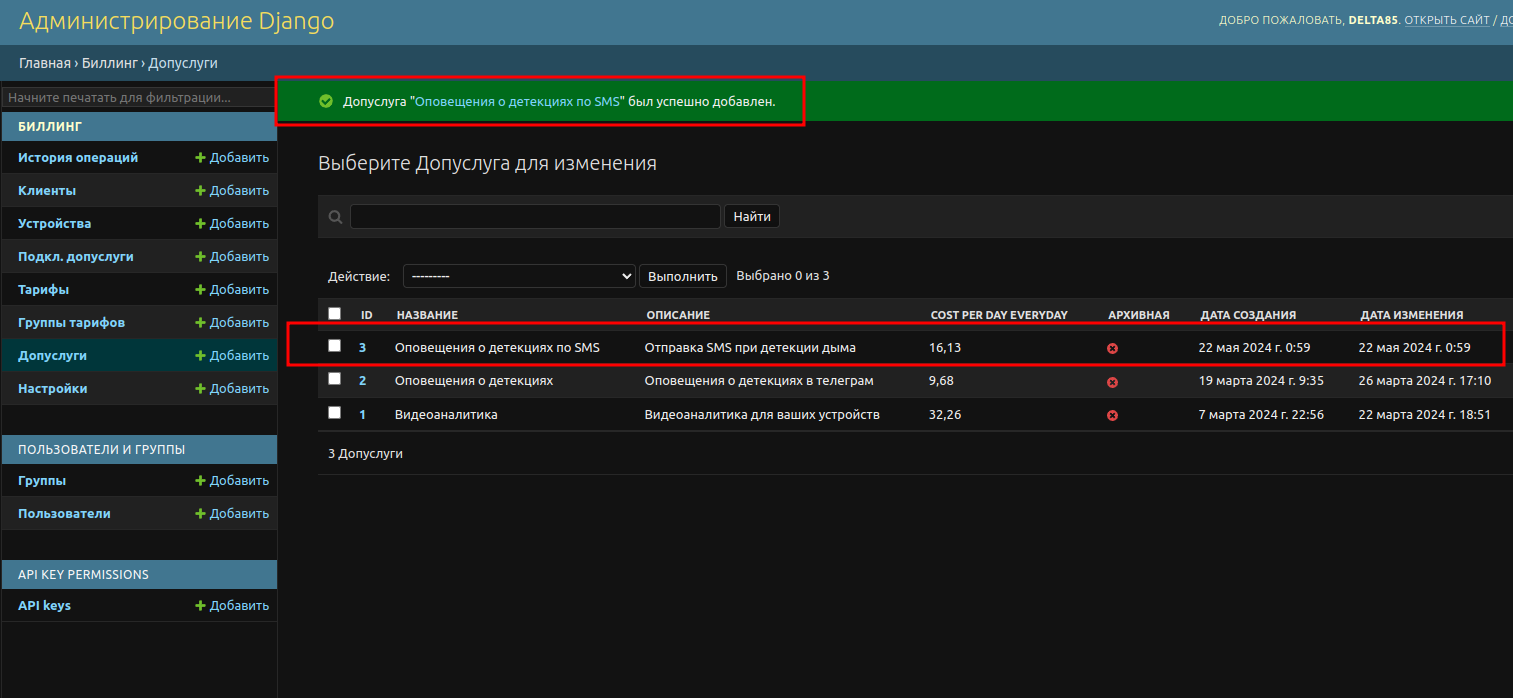 Администрирование Django
ДОБРО ПОЖАЛОВАТЬ, DELTA85. ОТКРЫТЬ САЙТ /
Главная › Биллинг › Допуслуги
Начните печатать для фильтрации...
Допуслуга "Оповещения о детекциях по SMS" был успешно добавлен.
БИЛЛИНГ
История операций + Добавить
Клиенты + Добавить
Устройства + Добавить
Подкл. допуслуги + Добавить
Тарифы + Добавить
Группы тарифов + Добавить
Допуслуги + Добавить
Настройки + Добавить
ПОЛЬЗОВАТЕЛИ И ГРУППЫ
Группы + Добавить
Пользователи + Добавить
API KEY PERMISSIONS
API keys + Добавить
Выберите Допуслуга для изменения
Найти
Действие: --------- Выполнить Выбрано 0 из 3
ID НАЗВАНИЕ ОПИСАНИЕ COST PER DAY EVERYDAY АРХИВНАЯ ДАТА СОЗДАНИЯ ДАТА ИЗМЕНЕНИЯ
3 Оповещения о детекциях по SMS Отправка SMS при детекции дыма 16,13 22 мая 2024 г. 0:59 22 мая 2024 г. 0:59
2 Оповещения о детекциях Оповещения о детекциях в телеграм 9,68 19 марта 2024 г. 9:35 26 марта 2024 г. 17:10
1 Видеоаналитика Видеоаналитика для ваших устройств 32,26 7 марта 2024 г. 22:56 22 марта 2024 г. 18:51
3 Допуслуги